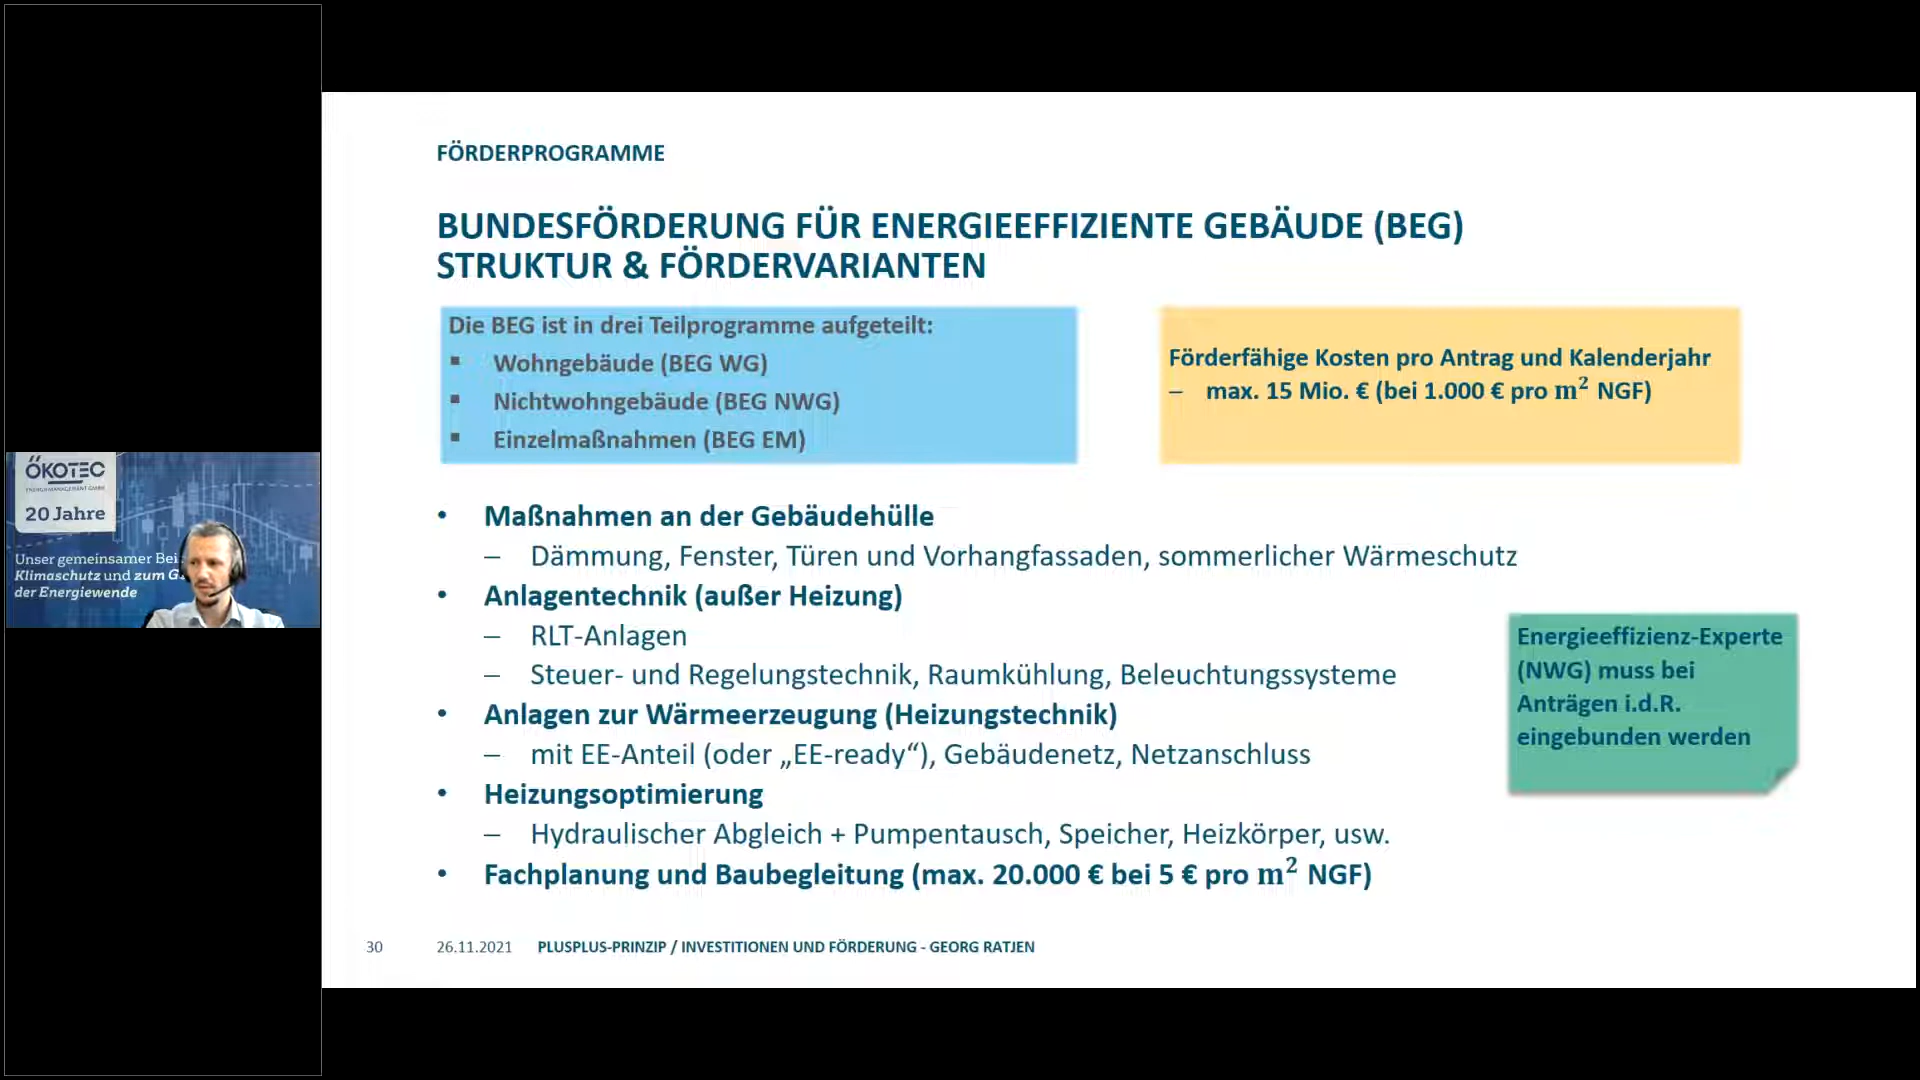 FÖRDERPROGRAMME
BUNDESFÖRDERUNG FÜR ENERGIEEFFIZIENTE GEBÄUDE (BEG)
STRUKTUR & FÖRDERVARIANTEN
Die BEG ist in drei Teilprogramme aufgeteilt:
▪ Wohngebäude (BEG WG)
▪ Nichtwohngebäude (BEG NWG)
▪ Einzelmaßnahmen (BEG EM)
Förderfähige Kosten pro Antrag und Kalenderjahr
– max. 15 Mio. € (bei 1.000 € pro m² NGF)
• Maßnahmen an der Gebäudehülle
– Dämmung, Fenster, Türen und Vorhangfassaden, sommerlicher Wärmeschutz
• Anlagentechnik (außer Heizung)
– RLT-Anlagen
– Steuer- und Regelungstechnik, Raumkühlung, Beleuchtungssysteme
• Anlagen zur Wärmeerzeugung (Heizungstechnik)
– mit EE-Anteil (oder „EE-ready“), Gebäudenetz, Netzanschluss
• Heizungsoptimierung
– Hydraulischer Abgleich + Pumpentausch, Speicher, Heizkörper, usw.
• Fachplanung und Baubegleitung (max. 20.000 € bei 5 € pro m² NGF)
Energieeffizienz-Experte
(NWG) muss bei
Anträgen i.d.R.
eingebunden werden
30 26.11.2021 PLUSPLUS-PRINZIP / INVESTITIONEN UND FÖRDERUNG - GEORG RATJEN
ÖKOTEC
ENERGIEMANAGEMENT GMBH
20 Jahre
Unser gemeinsamer Bei
Klimaschutz und zum G
der Energiewende